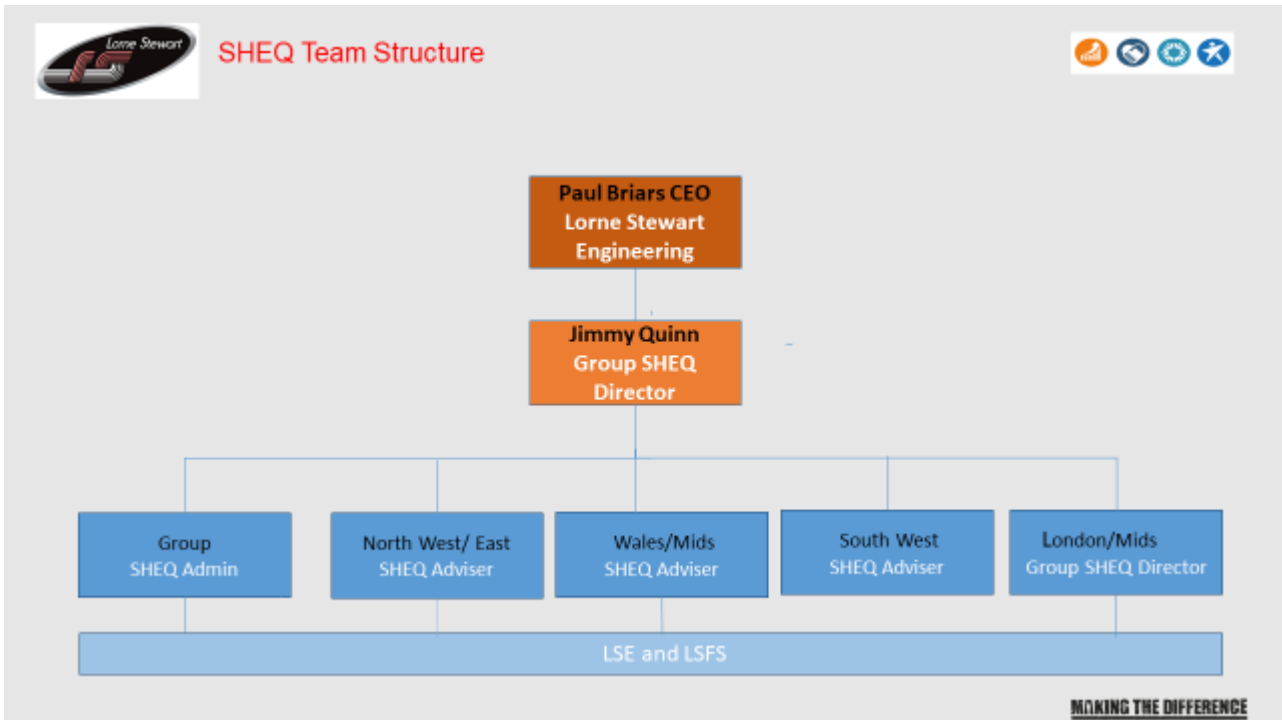 Lorne Stewart
SHEQ Team Structure
Paul Briars CEO
Lorne Stewart
Engineering
Jimmy Quinn
Group SHEQ
Director
Group
SHEQ Admin
North West/ East
SHEQ Adviser
Wales/Mids
SHEQ Adviser
South West
SHEQ Adviser
London/Mids
Group SHEQ Director
LSE and LSFS
MAKING THE DIFFERENCE